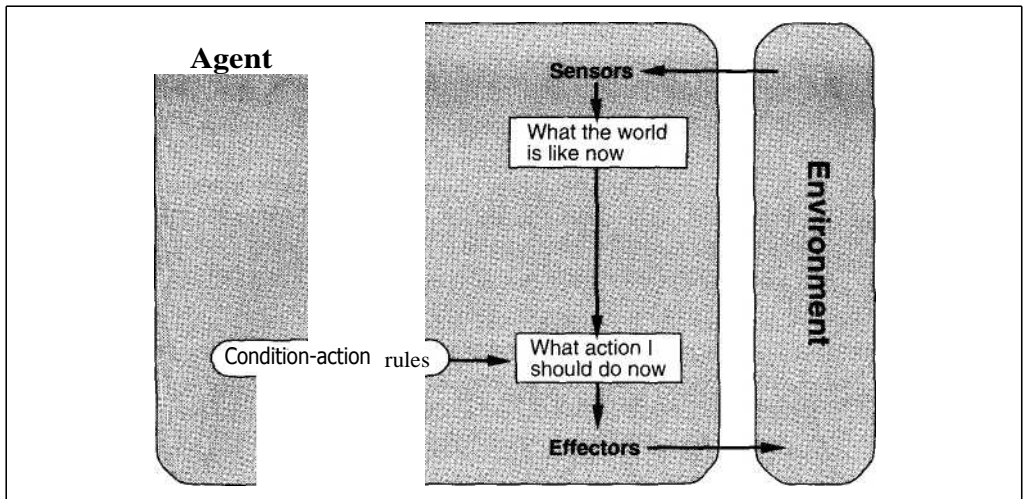 Agent
Sensors
What the world
is like now
Environment
Condition-action rules
What action I
should do now
Effectors